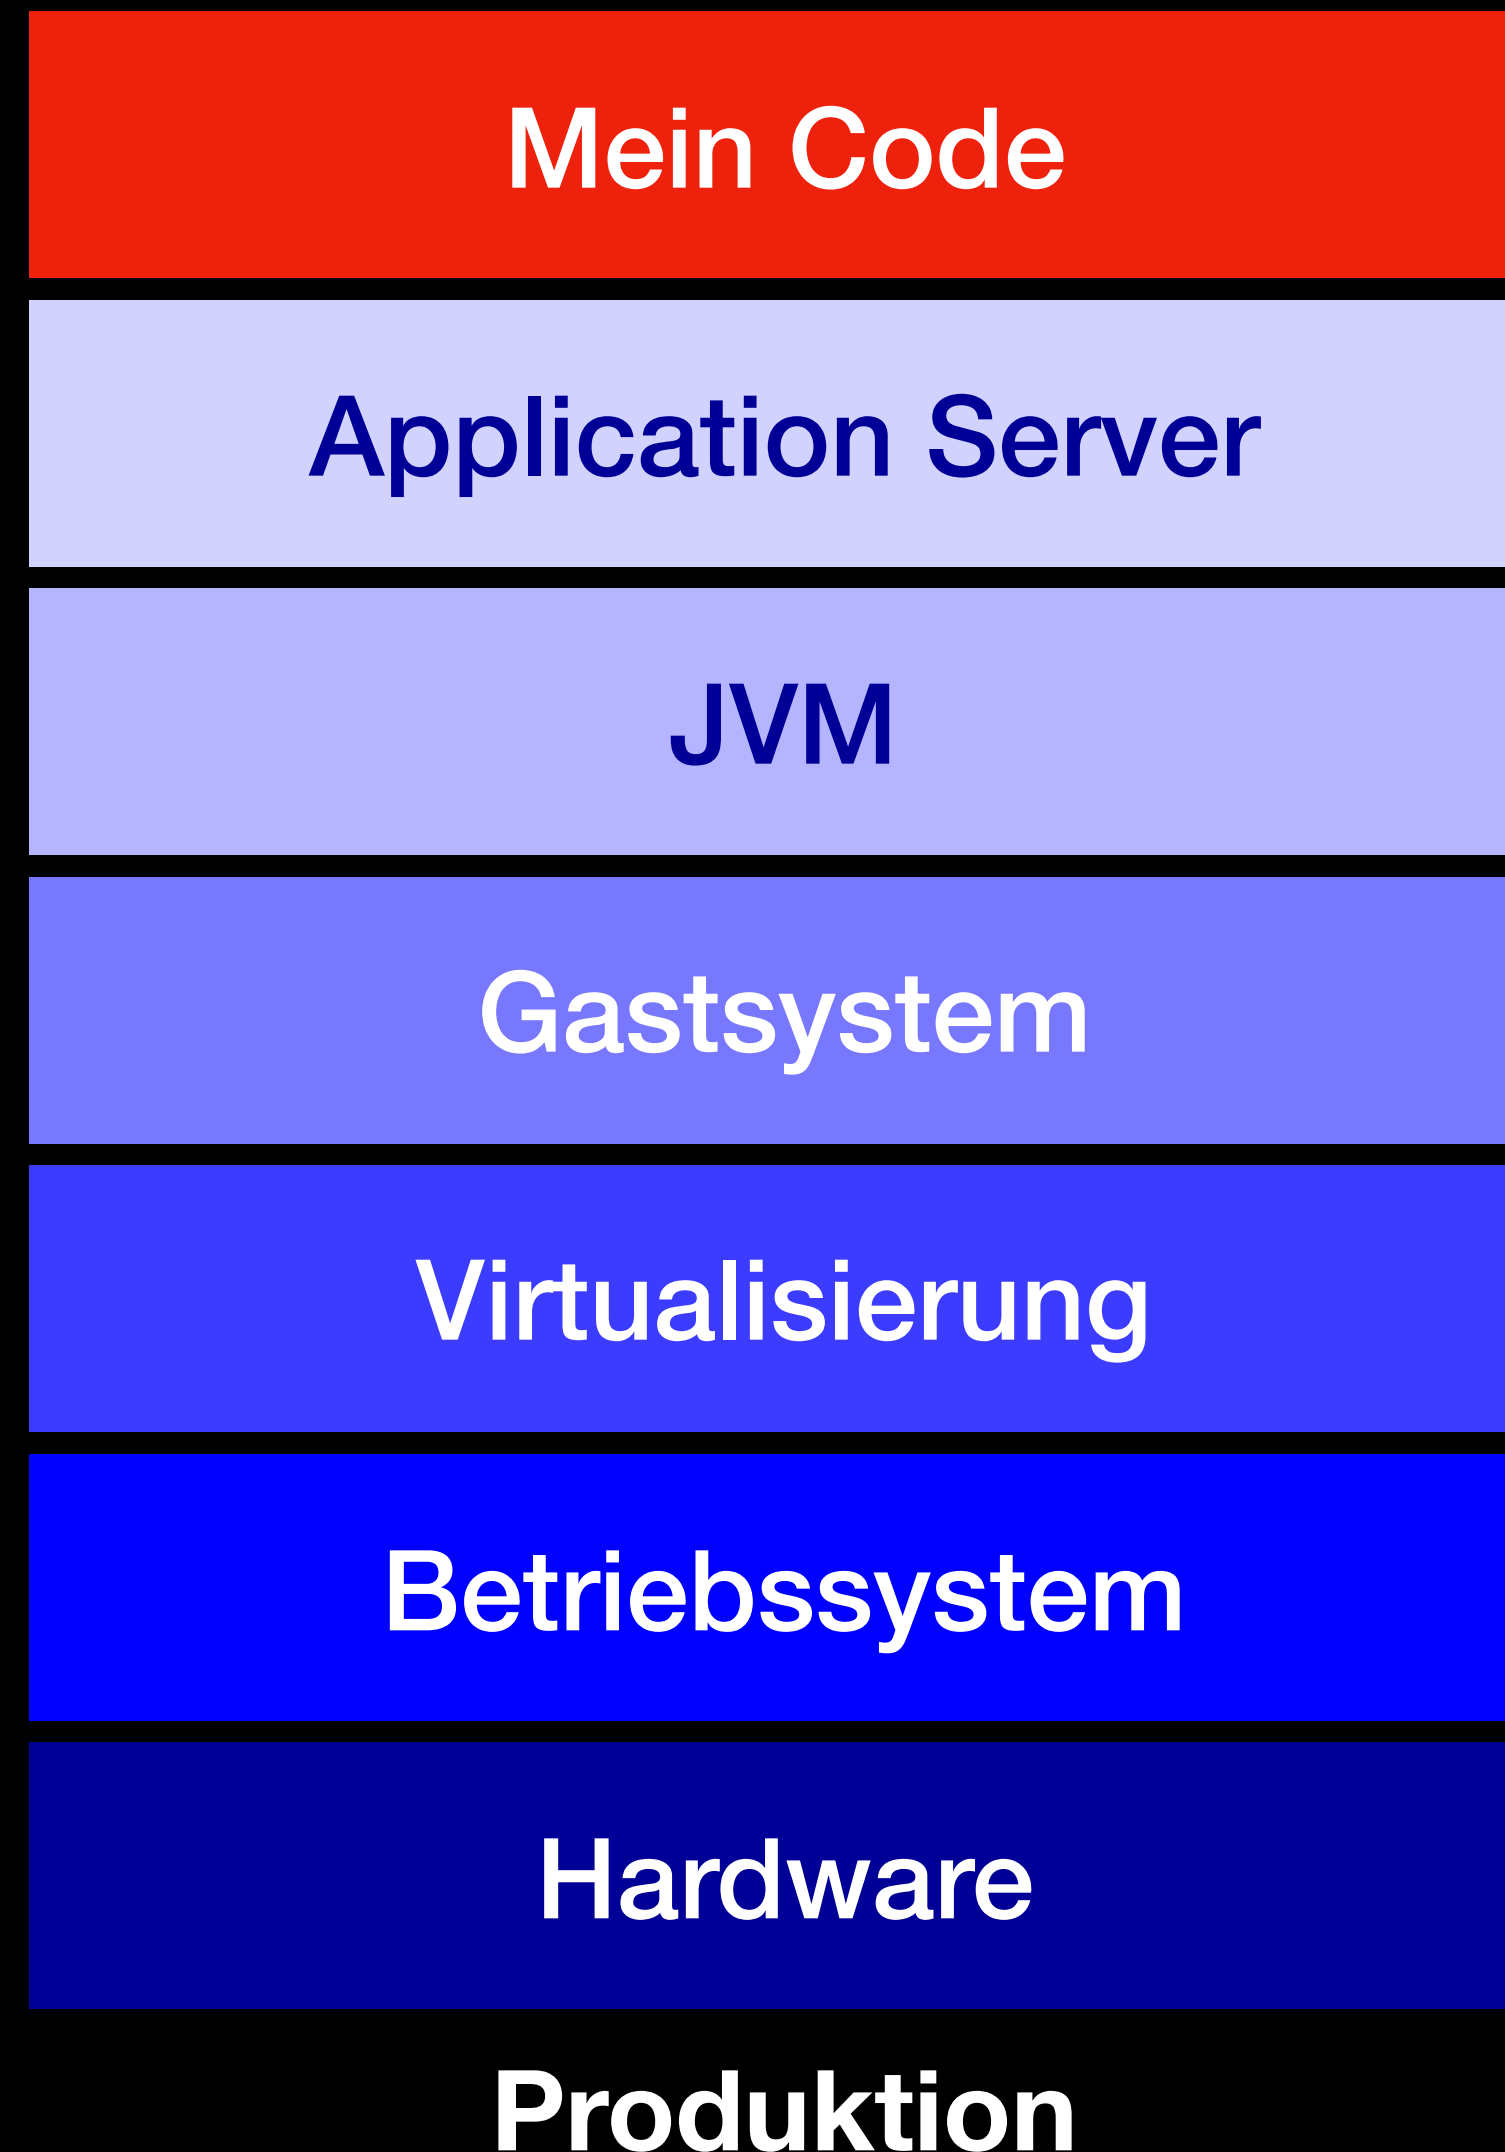 Mein Code
Application Server
JVM
Gastsystem
Virtualisierung
Betriebssystem
Hardware
Produktion